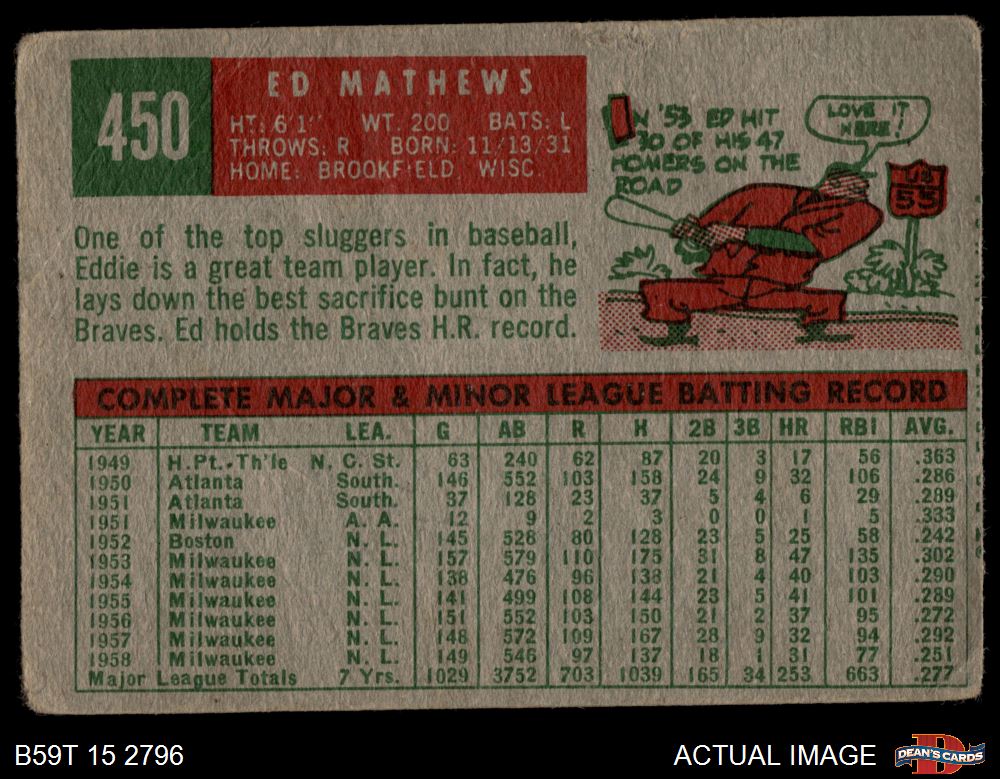 450
ED MATHEWS
HT: 6'1" WT. 200 BATS: L
THROWS: R BORN: 11/13/31
HOME: BROOKFIELD, WISC.
One of the top sluggers in baseball,
Eddie is a great team player. In fact, he
lays down the best sacrifice bunt on the
Braves. Ed holds the Braves H.R. record.
IN '53 ED HIT
30 OF HIS 47
HOMERS ON THE
ROAD
LOVE IT
HERE!
US
55
COMPLETE MAJOR & MINOR LEAGUE BATTING RECORD
YEAR TEAM LEA. G AB R H 2B 3B HR RBI AVG.
1949 H.Pt.-Th'le N. C. St. 63 240 62 87 20 3 17 56 .363
1950 Atlanta South. 146 552 103 158 24 9 32 106 .286
1951 Atlanta South. 37 128 23 37 5 4 6 29 .289
1951 Milwaukee A. A. 12 9 2 3 0 0 1 5 .333
1952 Boston N. L. 145 528 80 128 23 5 25 58 .242
1953 Milwaukee N. L. 157 579 110 175 31 8 47 135 .302
1954 Milwaukee N. L. 138 476 96 138 21 4 40 103 .290
1955 Milwaukee N. L. 141 499 108 144 23 5 41 101 .289
1956 Milwaukee N. L. 151 552 103 150 21 2 37 95 .272
1957 Milwaukee N. L. 148 572 109 167 28 9 32 94 .292
1958 Milwaukee N. L. 149 546 97 137 18 1 31 77 .251
Major League Totals 7 Yrs. 1029 3752 703 1039 165 34 253 663 .277
B59T 15 2796
ACTUAL IMAGE
DEAN'S CARDS